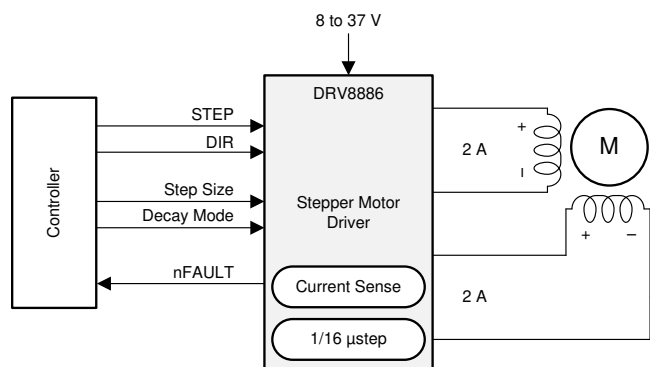 8 to 37 V
DRV8886
STEP
DIR
Step Size
Decay Mode
nFAULT
Controller
Stepper Motor
Driver
Current Sense
1/16 µstep
2 A
+
–
M
+ –
2 A